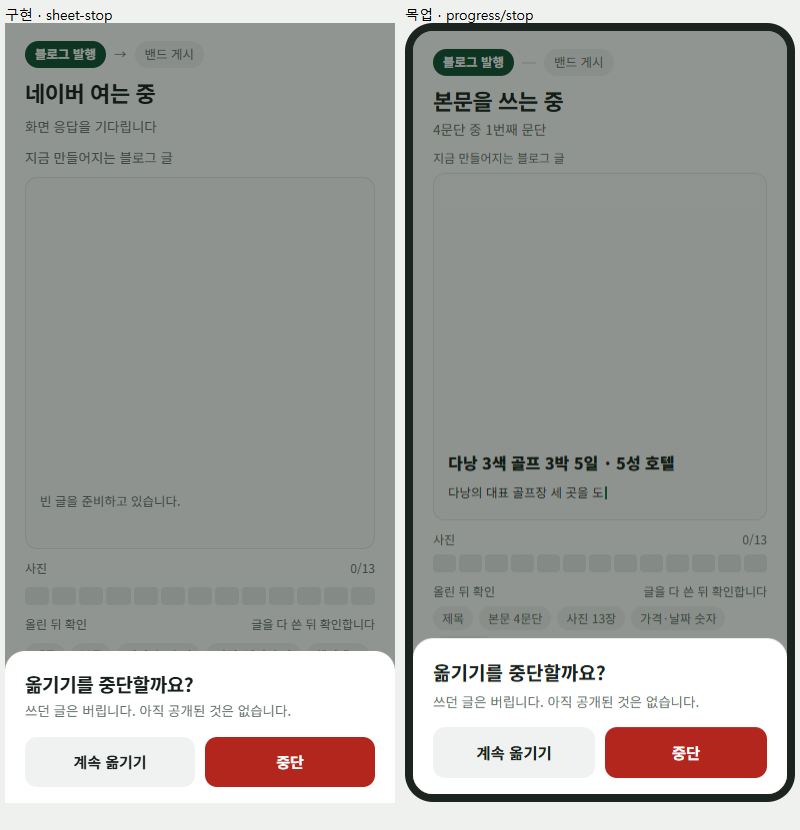 구현 · sheet-stop
블로그 발행 → 밴드 게시
네이버 여는 중
화면 응답을 기다립니다
지금 만들어지는 블로그 글
빈 글을 준비하고 있습니다.
사진 0/13
올린 뒤 확인 글을 다 쓴 뒤 확인합니다
옮기기를 중단할까요?
쓰던 글은 버립니다. 아직 공개된 것은 없습니다.
계속 옮기기 중단
목업 · progress/stop
블로그 발행 — 밴드 게시
본문을 쓰는 중
4문단 중 1번째 문단
지금 만들어지는 블로그 글
다낭 3색 골프 3박 5일 · 5성 호텔
다낭의 대표 골프장 세 곳을 도
사진 0/13
올린 뒤 확인 글을 다 쓴 뒤 확인합니다
제목 본문 4문단 사진 13장 가격·날짜 숫자
옮기기를 중단할까요?
쓰던 글은 버립니다. 아직 공개된 것은 없습니다.
계속 옮기기 중단